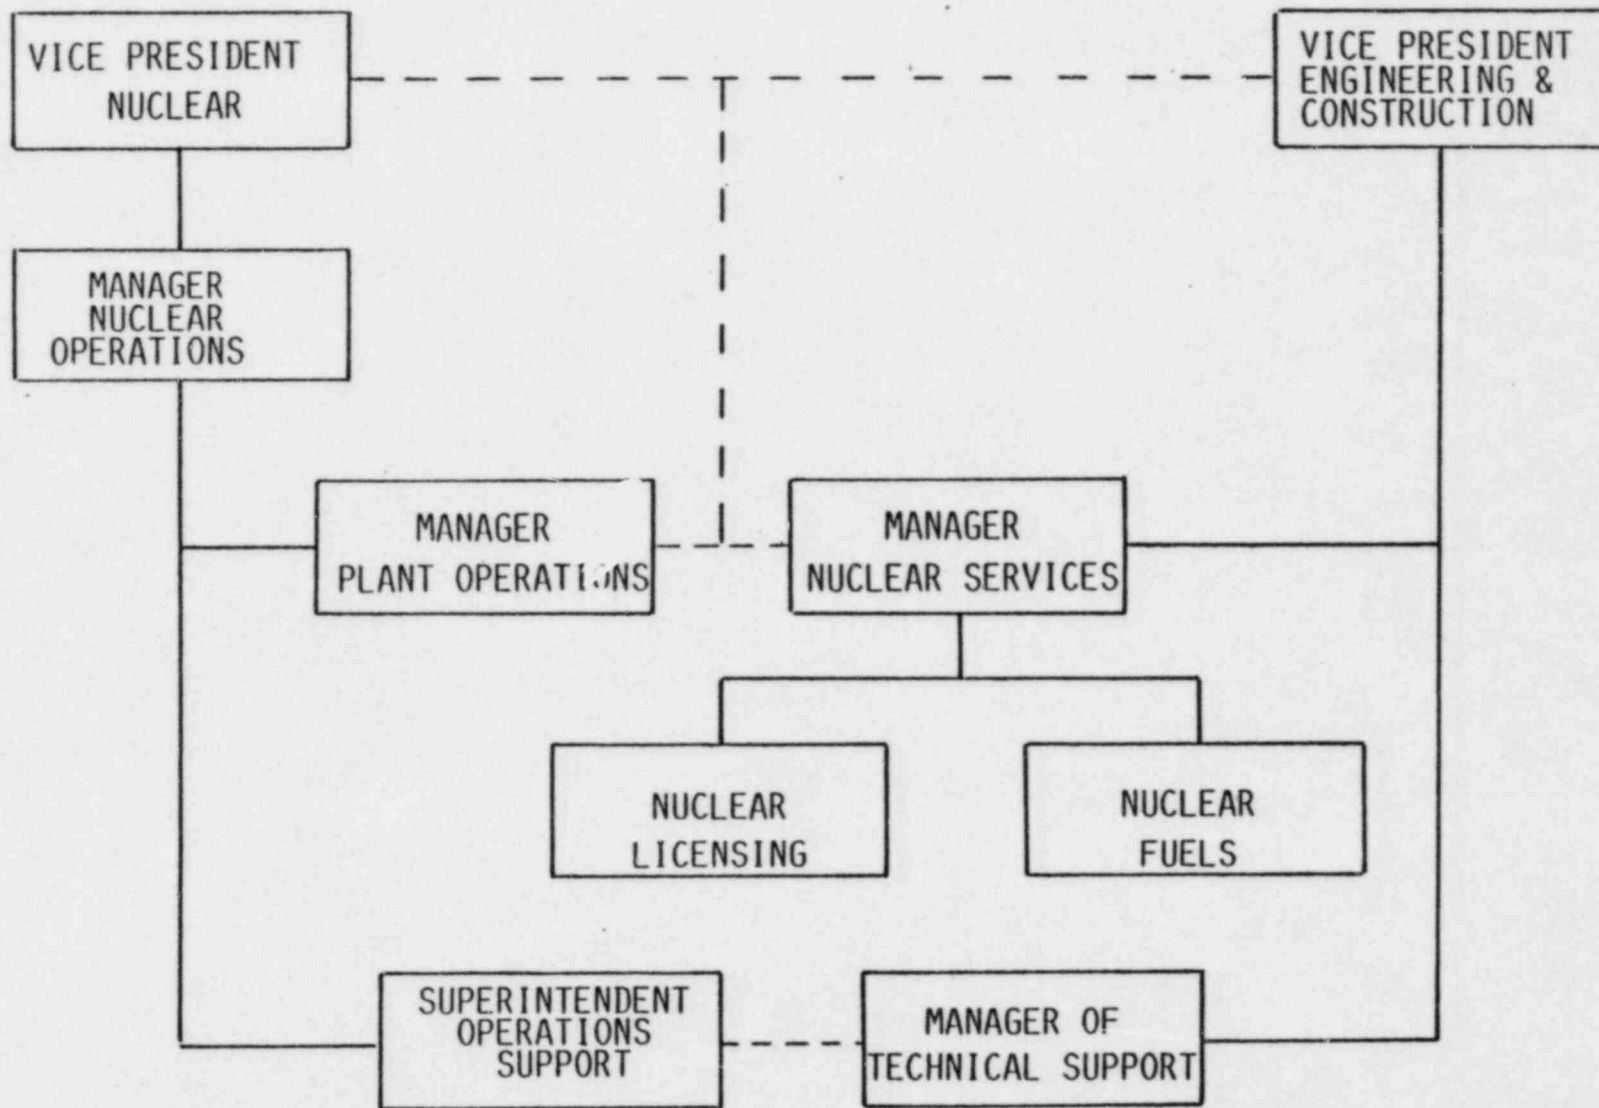 VICE PRESIDENT
NUCLEAR
VICE PRESIDENT
ENGINEERING &
CONSTRUCTION
MANAGER
NUCLEAR
OPERATIONS
MANAGER
PLANT OPERATIONS
MANAGER
NUCLEAR SERVICES
NUCLEAR
LICENSING
NUCLEAR
FUELS
SUPERINTENDENT
OPERATIONS
SUPPORT
MANAGER OF
TECHNICAL SUPPORT